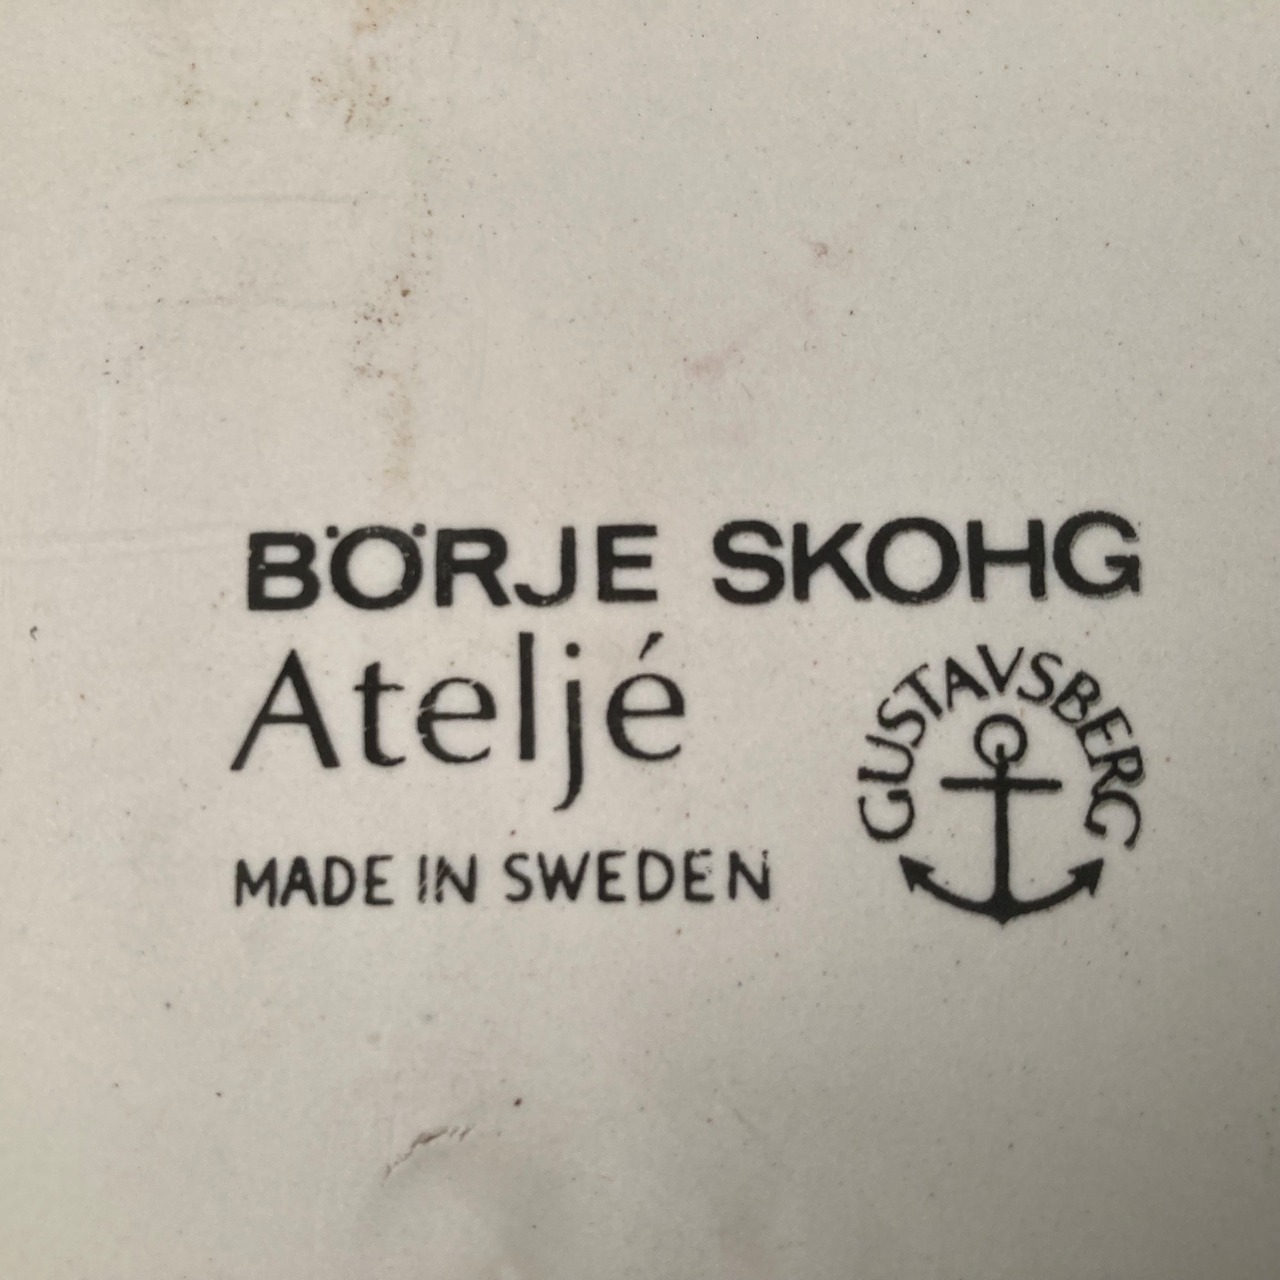 BÖRJE SKOHG
Ateljé
GUSTAVSBERG
MADE IN SWEDEN